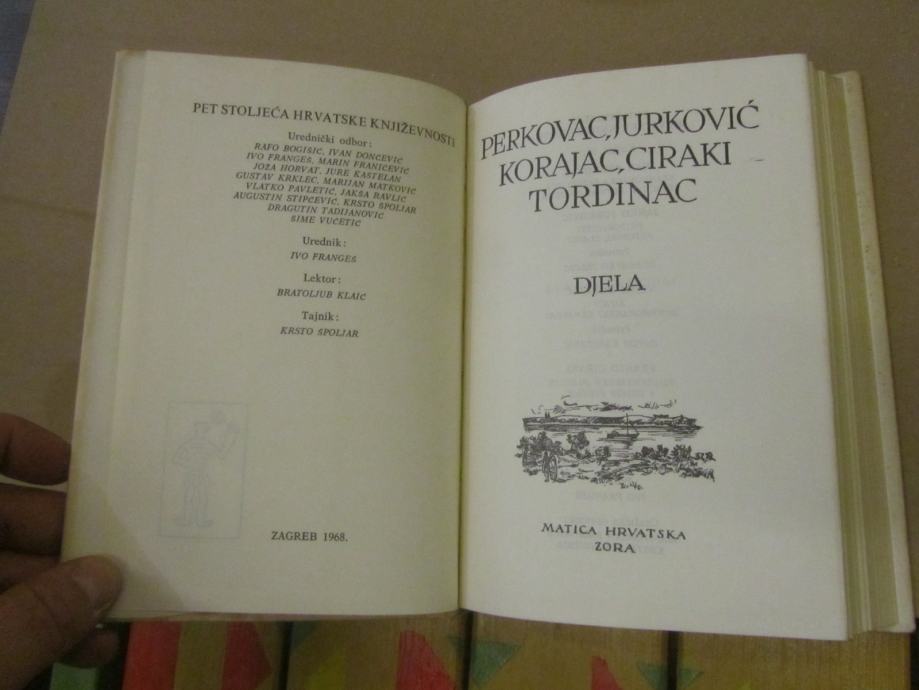 PET STOLJEĆA HRVATSKE KNJIŽEVNOSTI
Urednički odbor:
RAFO BOGIŠIĆ, IVAN DONČEVIĆ
IVO FRANGEŠ, MARIN FRANIČEVIĆ
JOŽA HORVAT, JURE KAŠTELAN
GUSTAV KRKLEC, MARIJAN MATKOVIĆ
VLATKO PAVLETIĆ, JAKŠA RAVLIĆ
AUGUSTIN STIPČEVIĆ, KRSTO ŠPOLJAR
DRAGUTIN TADIJANOVIĆ
ŠIME VUČETIĆ
Urednik:
IVO FRANGEŠ
Lektor:
BRATOLJUB KLAIĆ
Tajnik:
KRSTO ŠPOLJAR
ZAGREB 1968.
PERKOVAC, JURKOVIĆ
KORAJAC, CIRAKI
TORDINAC
DJELA
MATICA HRVATSKA
ZORA